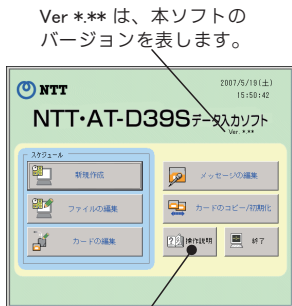 Ver *.** は、本ソフトの
バージョンを表します。
NTT
2007/5/19(土)
15:50:42
NTT・AT-D39Sデータ入力ソフト
Ver. *.**
スケジュール
新規作成
メッセージの編集
ファイルの編集
カードのコピー/初期化
カードの編集
操作説明
終了